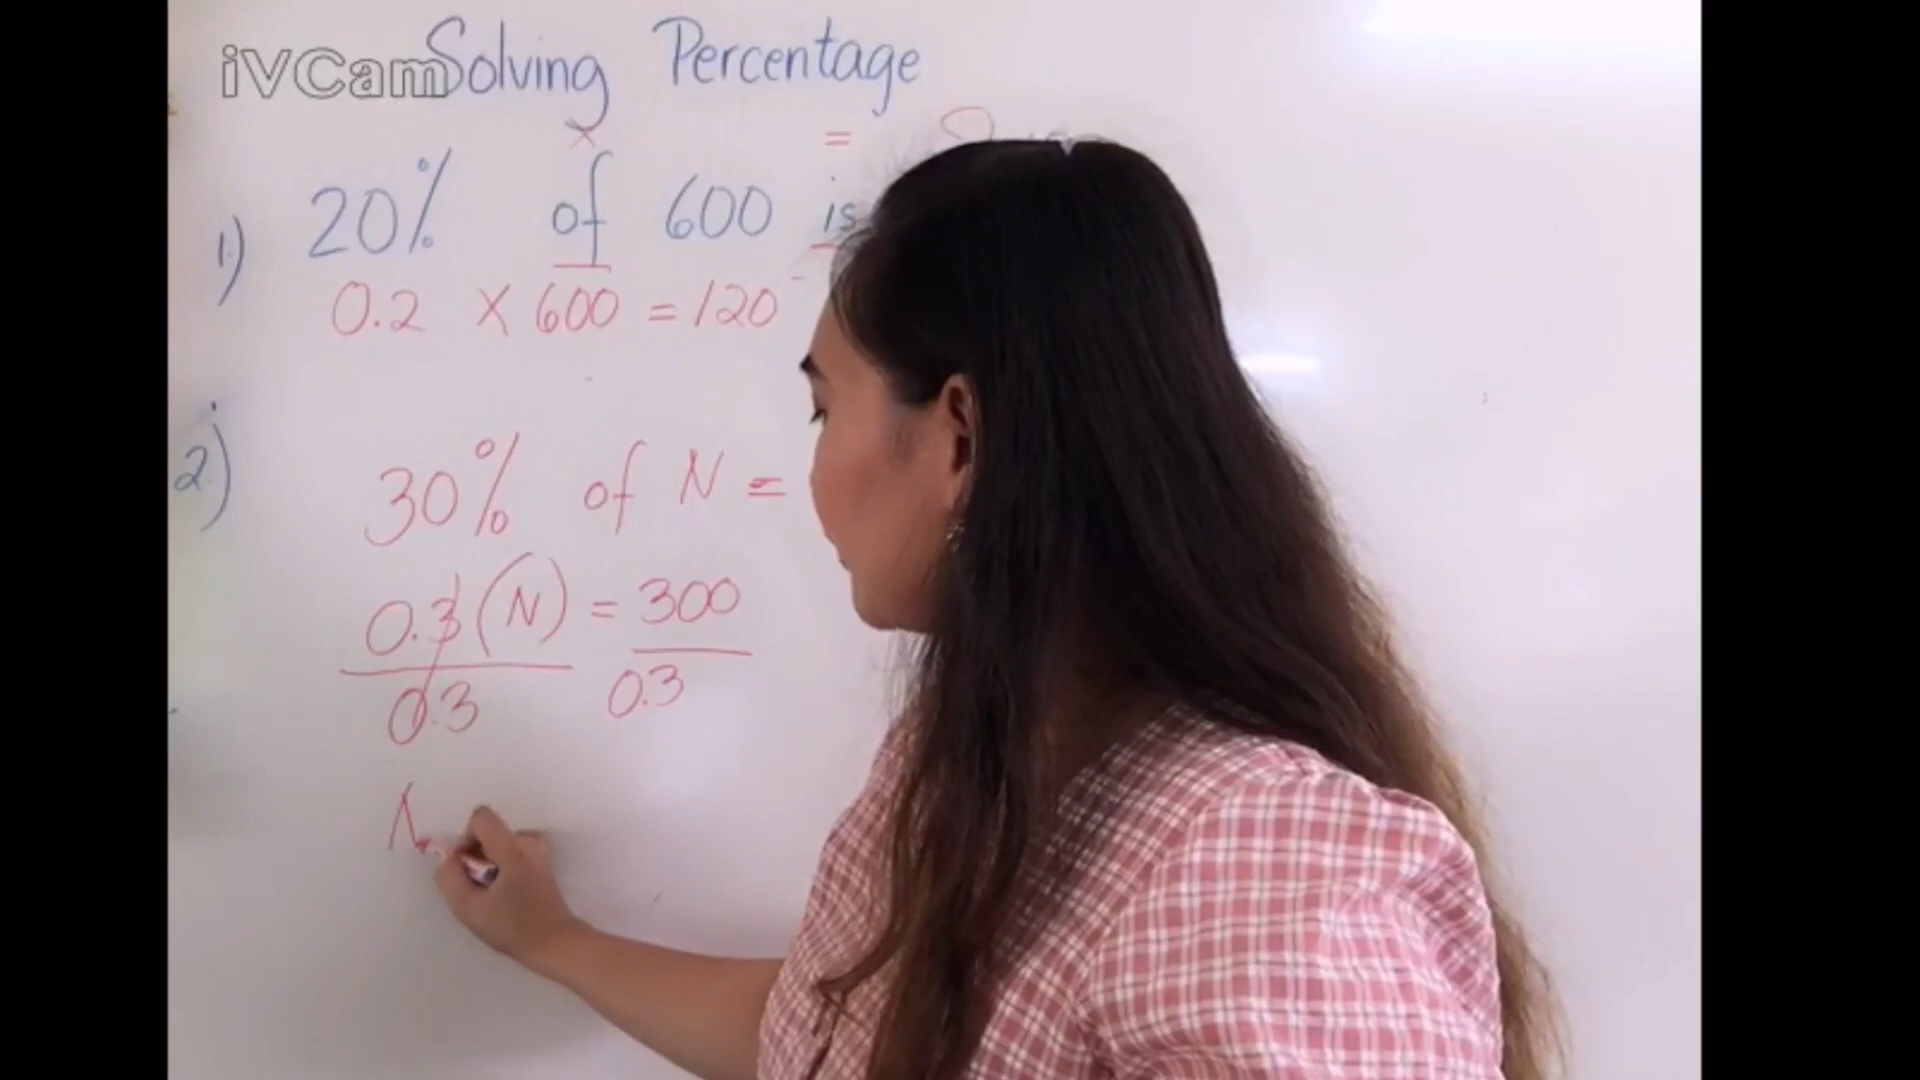 iVCam
Solving Percentage
× =
1) 20% of 600 is
0.2 × 600 = 120
2) 30% of N =
0.3 (N) = 300
0.3 0.3
N